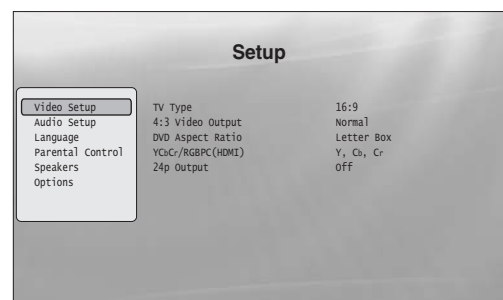 Setup
Video Setup
Audio Setup
Language
Parental Control
Speakers
Options
TV Type 16:9
4:3 Video Output Normal
DVD Aspect Ratio Letter Box
YCbCr/RGBPC(HDMI) Y, Cb, Cr
24p Output Off